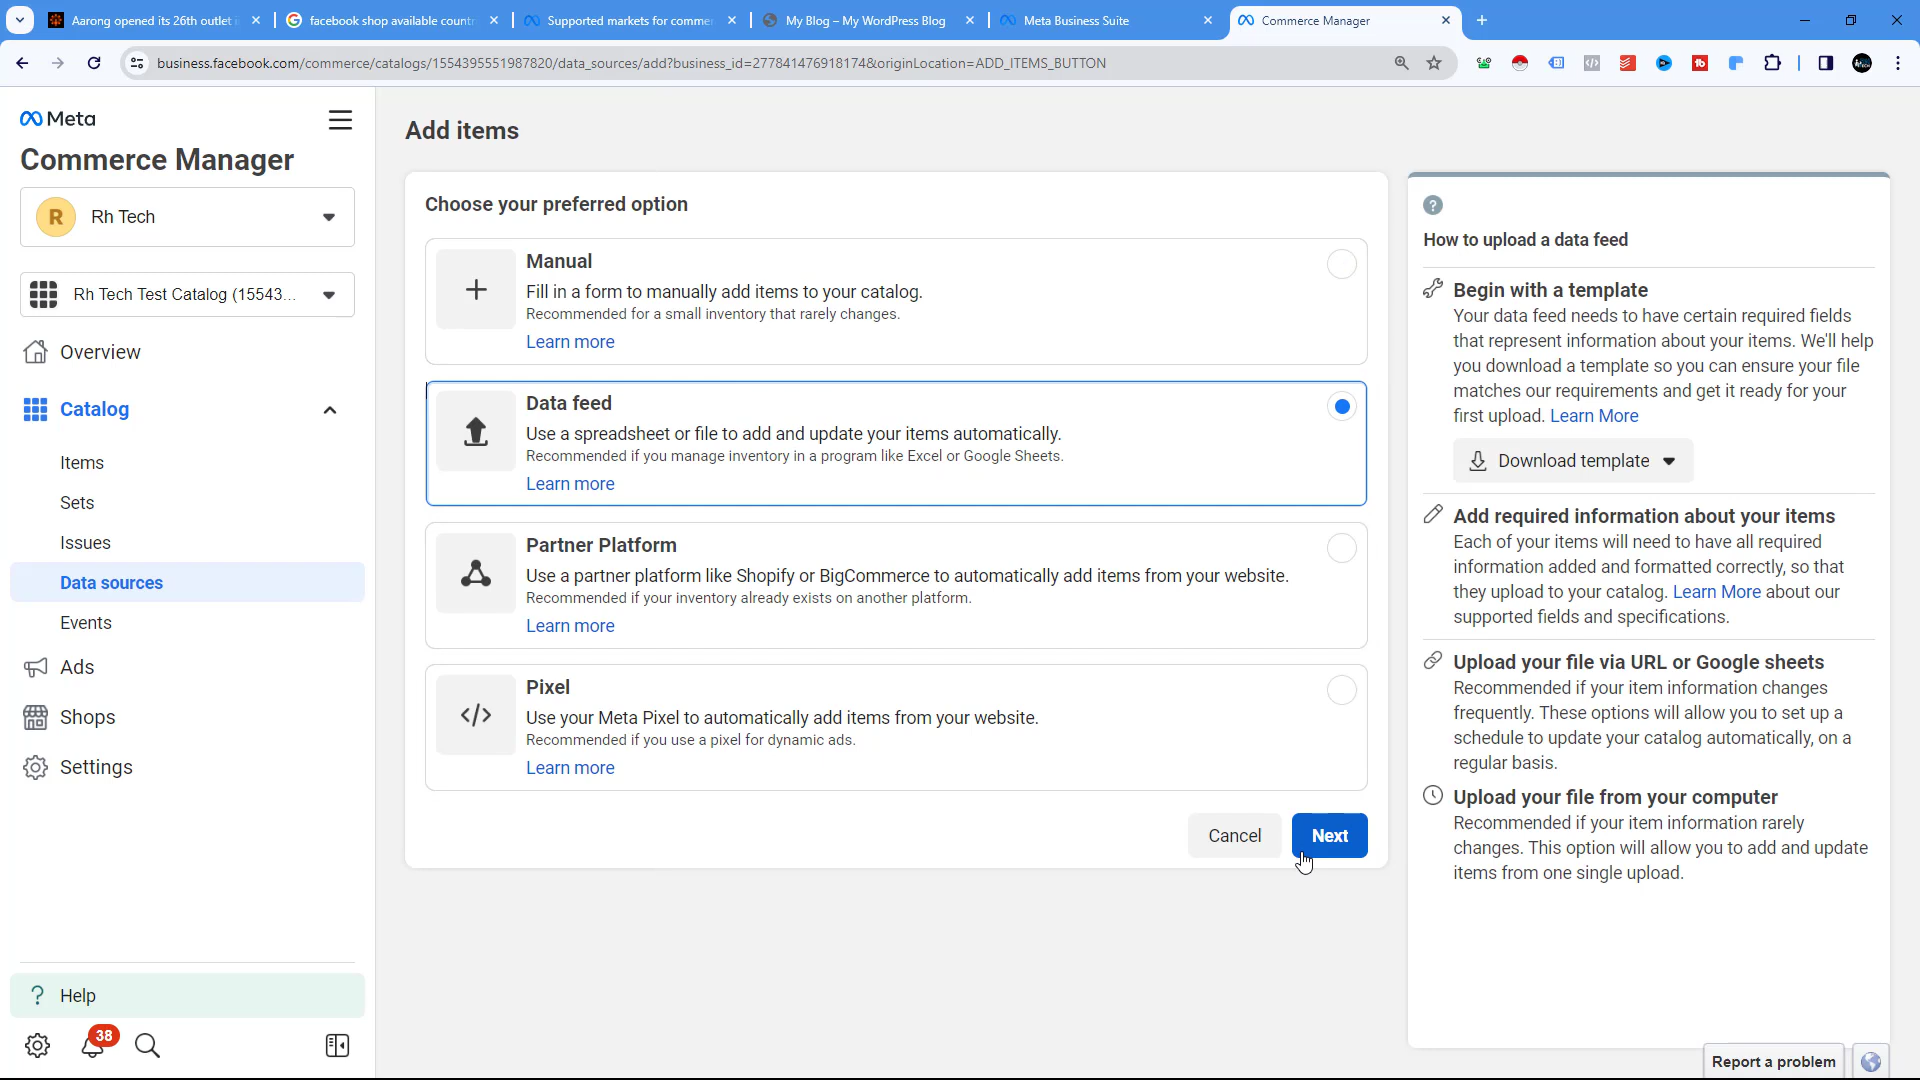 Aarong opened its 26th outlet i
facebook shop available countr
Supported markets for commer
My Blog – My WordPress Blog
Meta Business Suite
Commerce Manager
business.facebook.com/commerce/catalogs/1554395551987820/data_sources/add?business_id=277841476918174&originLocation=ADD_ITEMS_BUTTON
Meta
Commerce Manager
R
Rh Tech
Rh Tech Test Catalog (15543...
Overview
Catalog
Items
Sets
Issues
Data sources
Events
Ads
Shops
Settings
Help
38
Add items
Choose your preferred option
Manual
Fill in a form to manually add items to your catalog.
Recommended for a small inventory that rarely changes.
Learn more
Data feed
Use a spreadsheet or file to add and update your items automatically.
Recommended if you manage inventory in a program like Excel or Google Sheets.
Learn more
Partner Platform
Use a partner platform like Shopify or BigCommerce to automatically add items from your website.
Recommended if your inventory already exists on another platform.
Learn more
Pixel
Use your Meta Pixel to automatically add items from your website.
Recommended if you use a pixel for dynamic ads.
Learn more
Cancel
Next
How to upload a data feed
Begin with a template
Your data feed needs to have certain required fields
that represent information about your items. We'll help
you download a template so you can ensure your file
matches our requirements and get it ready for your
first upload. Learn More
Download template
Add required information about your items
Each of your items will need to have all required
information added and formatted correctly, so that
they upload to your catalog. Learn More about our
supported fields and specifications.
Upload your file via URL or Google sheets
Recommended if your item information changes
frequently. These options will allow you to set up a
schedule to update your catalog automatically, on a
regular basis.
Upload your file from your computer
Recommended if your item information rarely
changes. This option will allow you to add and update
items from one single upload.
Report a problem